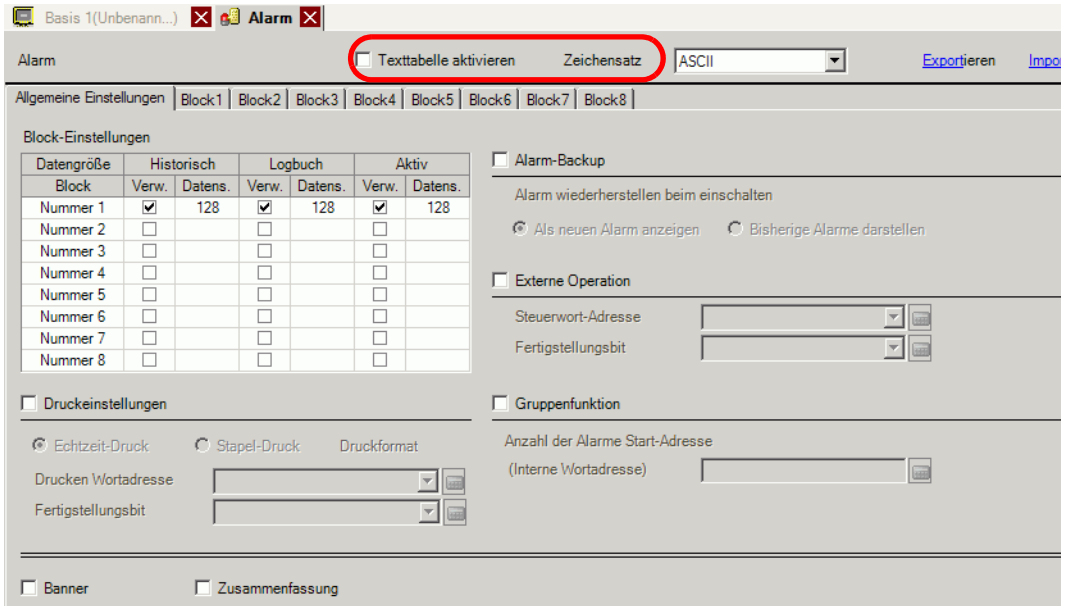 Basis 1(Unbenann...) Alarm
Alarm Texttabelle aktivieren Zeichensatz ASCII Exportieren Impo
Allgemeine Einstellungen Block1 Block2 Block3 Block4 Block5 Block6 Block7 Block8
Block-Einstellungen
Datengröße Historisch Logbuch Aktiv
Block Verw. Datens. Verw. Datens. Verw. Datens.
Nummer 1 128 128 128
Nummer 2
Nummer 3
Nummer 4
Nummer 5
Nummer 6
Nummer 7
Nummer 8
Alarm-Backup
Alarm wiederherstellen beim einschalten
Als neuen Alarm anzeigen Bisherige Alarme darstellen
Externe Operation
Steuerwort-Adresse
Fertigstellungsbit
Druckeinstellungen
Echtzeit-Druck Stapel-Druck Druckformat
Drucken Wortadresse
Fertigstellungsbit
Gruppenfunktion
Anzahl der Alarme Start-Adresse
(Interne Wortadresse)
Banner Zusammenfassung